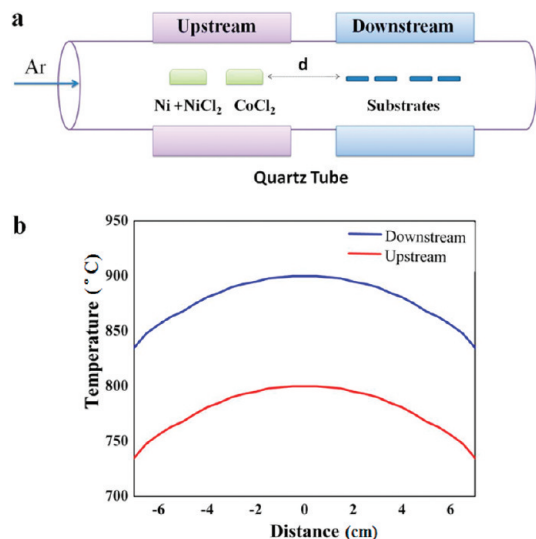 a
Upstream
Downstream
Ar
d
Ni +NiCl₂
CoCl₂
Substrates
Quartz Tube
b
Temperature (°C)
950
900
850
800
750
700
Downstream
Upstream
-6
-4
-2
0
2
4
6
Distance (cm)